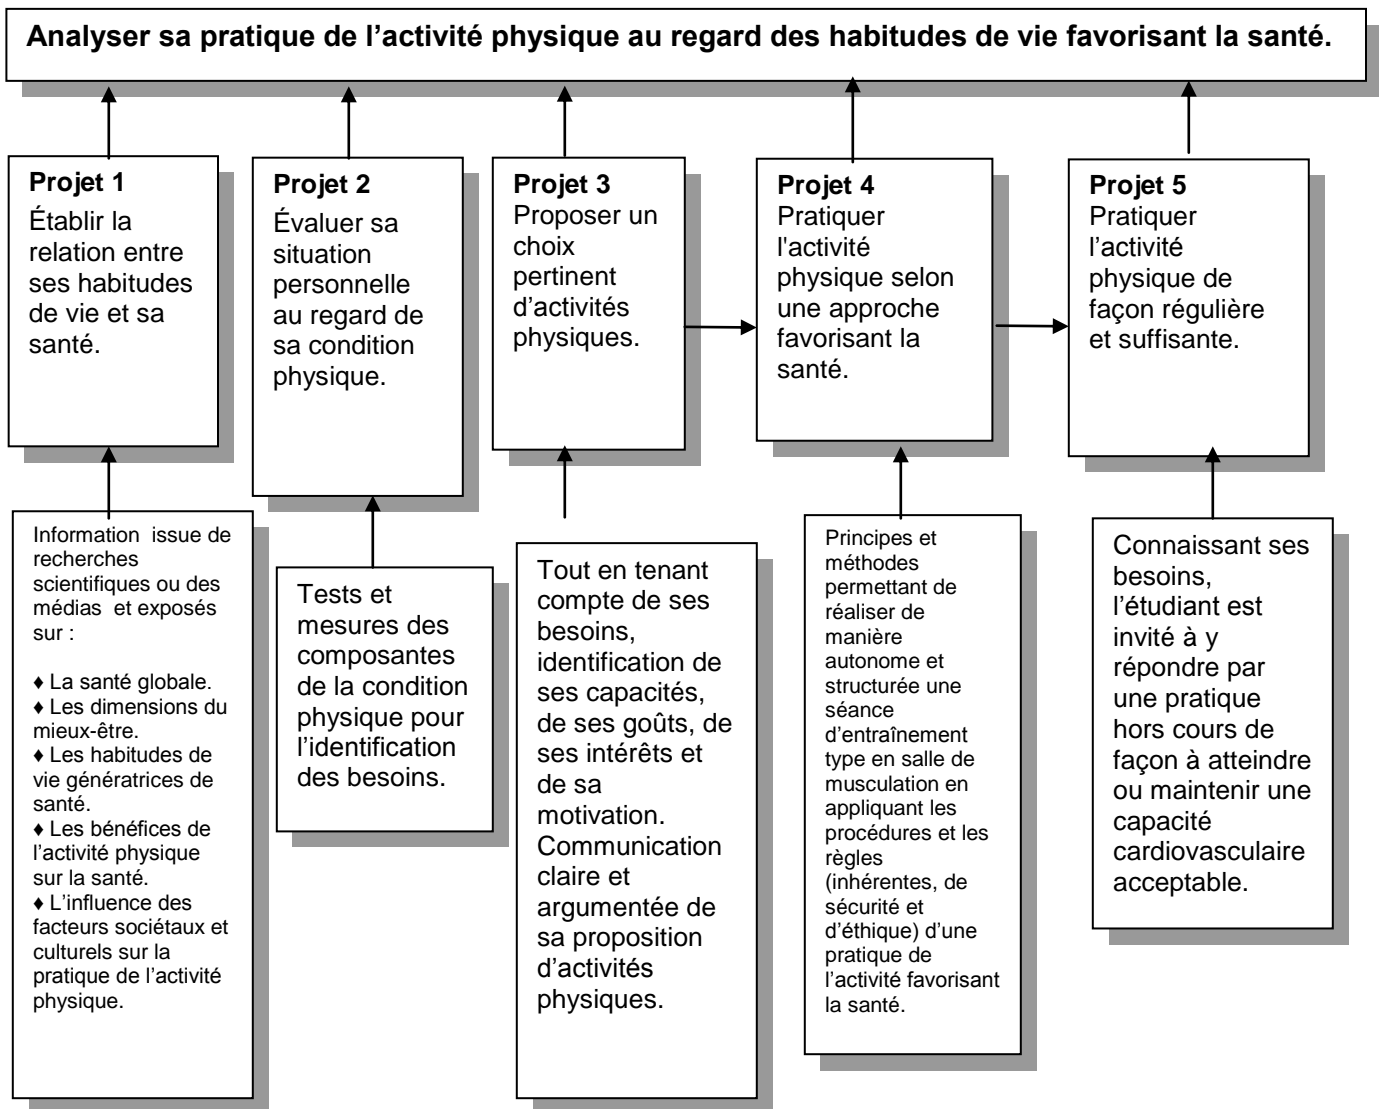 Analyser sa pratique de l’activité physique au regard des habitudes de vie favorisant la santé.
Projet 1
Établir la
relation entre
ses habitudes
de vie et sa
santé.
Projet 2
Évaluer sa
situation
personnelle
au regard de
sa condition
physique.
Projet 3
Proposer un
choix
pertinent
d’activités
physiques.
Projet 4
Pratiquer
l'activité
physique selon
une approche
favorisant la
santé.
Projet 5
Pratiquer
l’activité
physique de
façon régulière
et suffisante.
Information issue de
recherches
scientifiques ou des
médias et exposés
sur :
♦ La santé globale.
♦ Les dimensions du
mieux-être.
♦ Les habitudes de
vie génératrices de
santé.
♦ Les bénéfices de
l’activité physique
sur la santé.
♦ L’influence des
facteurs sociétaux et
culturels sur la
pratique de l’activité
physique.
Tests et
mesures des
composantes
de la condition
physique pour
l’identification
des besoins.
Tout en tenant
compte de ses
besoins,
identification de
ses capacités,
de ses goûts, de
ses intérêts et
de sa
motivation.
Communication
claire et
argumentée de
sa proposition
d’activités
physiques.
Principes et
méthodes
permettant de
réaliser de
manière
autonome et
structurée une
séance
d’entraînement
type en salle de
musculation en
appliquant les
procédures et les
règles
(inhérentes, de
sécurité et
d’éthique) d’une
pratique de
l’activité favorisant
la santé.
Connaissant ses
besoins,
l’étudiant est
invité à y
répondre par
une pratique
hors cours de
façon à atteindre
ou maintenir une
capacité
cardiovasculaire
acceptable.